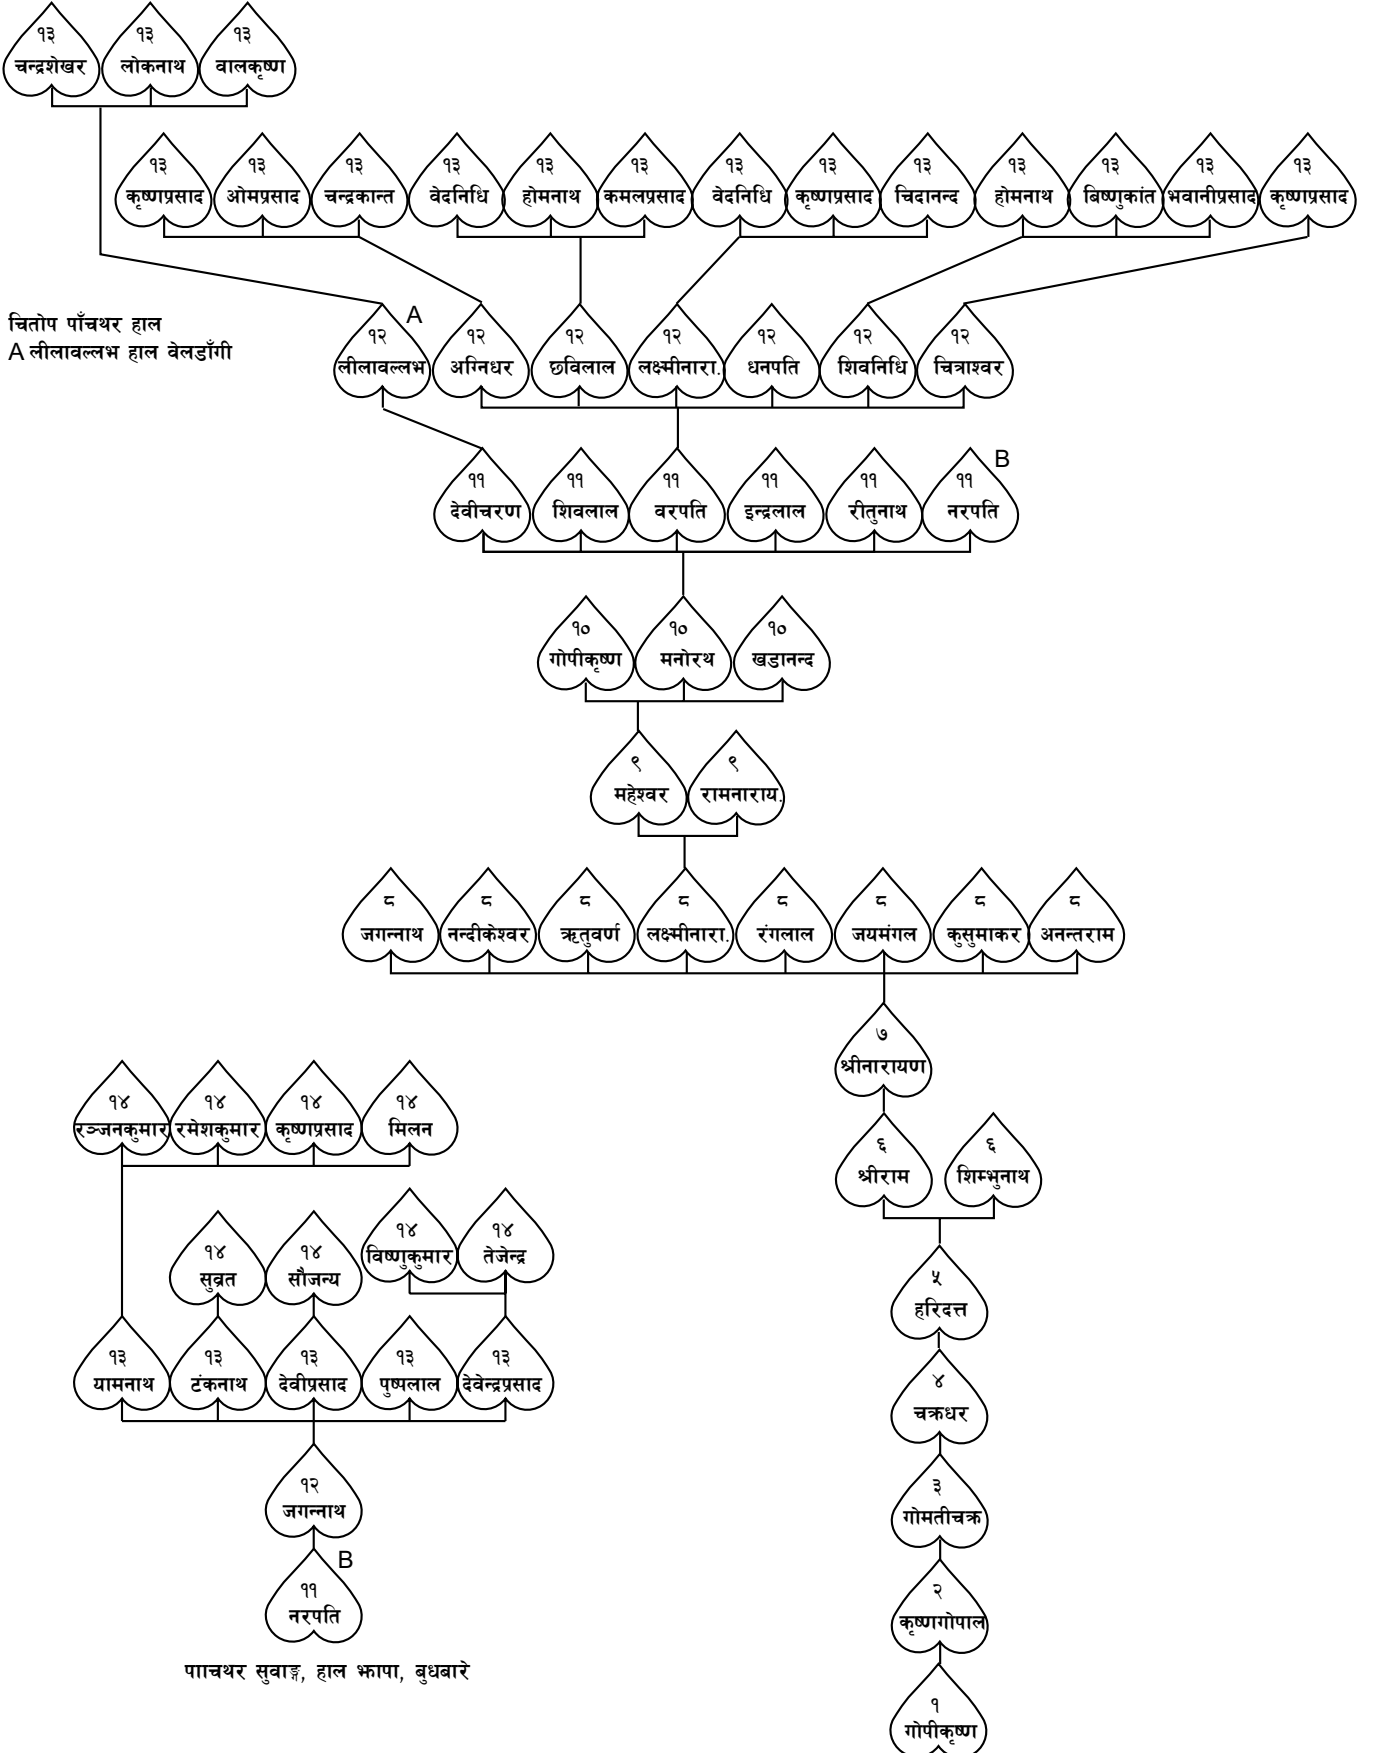 १३ १३ १३
चन्द्रशेखर लोकनाथ वालकृष्ण
१३ १३ १३ १३ १३ १३ १३ १३ १३ १३ १३ १३ १३
कृष्णप्रसाद ओमप्रसाद चन्द्रकान्त वेदनिधि होमनाथ कमलप्रसाद वेदनिधि कृष्णप्रसाद चिदानन्द होमनाथ बिष्णुकांत भवानीप्रसाद कृष्णप्रसाद
चितोप पाँचथर हाल
A लीलावल्लभ हाल वेलडाँगी
A
१२ १२ १२ १२ १२ १२ १२
लीलावल्लभ अग्निधर छविलाल लक्ष्मीनारा. धनपति शिवनिधि चित्राश्वर
B
११ ११ ११ ११ ११ ११
देवीचरण शिवलाल वरपति इन्द्रलाल रीतुनाथ नरपति
१० १० १०
गोपीकृष्ण मनोरथ खडानन्द
९ ९
महेश्वर रामनाराय.
८ ८ ८ ८ ८ ८ ८ ८
जगन्नाथ नन्दीकेश्वर ऋतुवर्ण लक्ष्मीनारा. रंगलाल जयमंगल कुसुमाकर अनन्तराम
७
श्रीनारायण
६ ६
श्रीराम शिम्भुनाथ
५
हरिदत्त
४
चक्रधर
३
गोमतीचक्र
२
कृष्णगोपाल
१
गोपीकृष्ण
१४ १४ १४ १४
रञ्जनकुमार रमेशकुमार कृष्णप्रसाद मिलन
१४ १४ १४ १४
सुव्रत सौजन्य विष्णुकुमार तेजेन्द्र
१३ १३ १३ १३ १३
यामनाथ टंकनाथ देवीप्रसाद पुष्पलाल देवेन्द्रप्रसाद
१२
जगन्नाथ
B
११
नरपति
पााचथर सुवाङ्ग, हाल झापा, बुधबारे